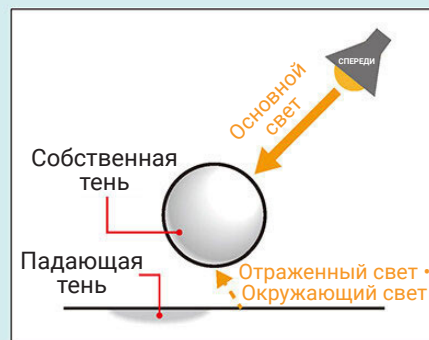 СПЕРЕДИ
Основной
свет
Собственная
тень
Падающая
тень
Отраженный свет •
Окружающий свет